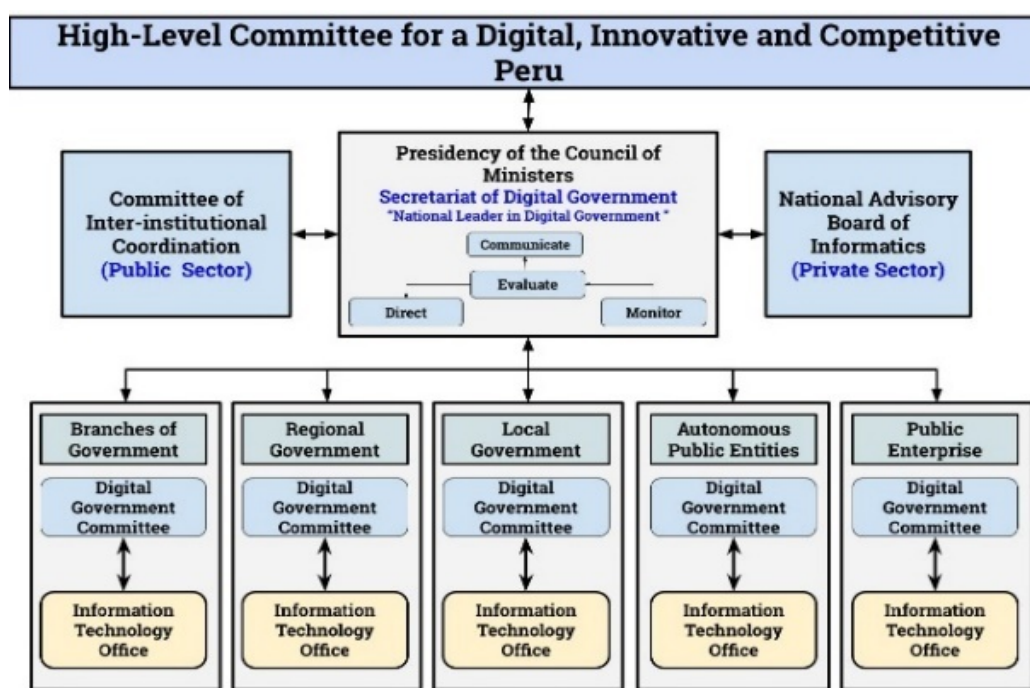 High-Level Committee for a Digital, Innovative and Competitive
Peru
Committee of
Inter-institutional
Coordination
(Public Sector)
Presidency of the Council of
Ministers
Secretariat of Digital Government
"National Leader in Digital Government "
Communicate
Evaluate
Direct
Monitor
National Advisory
Board of
Informatics
(Private Sector)
Branches of
Government
Digital
Government
Committee
Information
Technology
Office
Regional
Government
Digital
Government
Committee
Information
Technology
Office
Local
Government
Digital
Government
Committee
Information
Technology
Office
Autonomous
Public Entities
Digital
Government
Committee
Information
Technology
Office
Public
Enterprise
Digital
Government
Committee
Information
Technology
Office